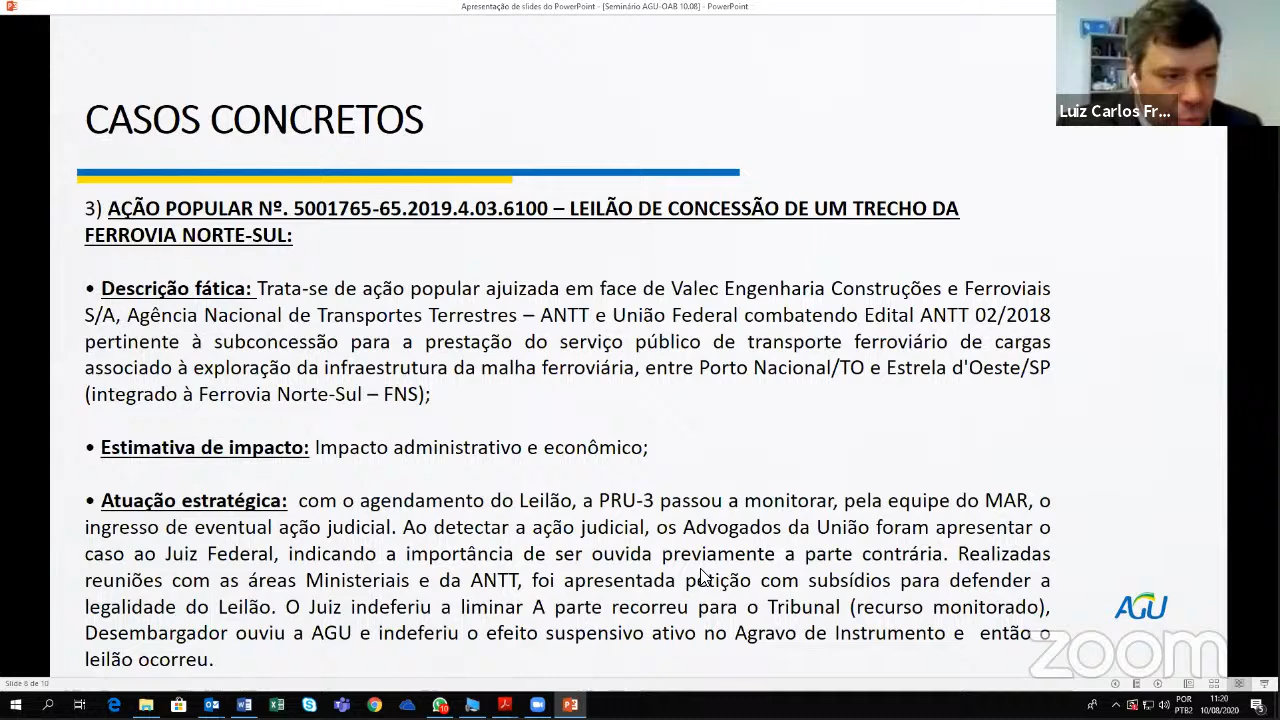 Apresentação de slides do PowerPoint - [Seminário AGU-OAB 10.08] - PowerPoint
Luiz Carlos Fr...
CASOS CONCRETOS
3) AÇÃO POPULAR Nº. 5001765-65.2019.4.03.6100 – LEILÃO DE CONCESSÃO DE UM TRECHO DA
FERROVIA NORTE-SUL:
• Descrição fática: Trata-se de ação popular ajuizada em face de Valec Engenharia Construções e Ferroviais
S/A, Agência Nacional de Transportes Terrestres – ANTT e União Federal combatendo Edital ANTT 02/2018
pertinente à subconcessão para a prestação do serviço público de transporte ferroviário de cargas
associado à exploração da infraestrutura da malha ferroviária, entre Porto Nacional/TO e Estrela d'Oeste/SP
(integrado à Ferrovia Norte-Sul – FNS);
• Estimativa de impacto: Impacto administrativo e econômico;
• Atuação estratégica: com o agendamento do Leilão, a PRU-3 passou a monitorar, pela equipe do MAR, o
ingresso de eventual ação judicial. Ao detectar a ação judicial, os Advogados da União foram apresentar o
caso ao Juiz Federal, indicando a importância de ser ouvida previamente a parte contrária. Realizadas
reuniões com as áreas Ministeriais e da ANTT, foi apresentada petição com subsídios para defender a
legalidade do Leilão. O Juiz indeferiu a liminar A parte recorreu para o Tribunal (recurso monitorado),
Desembargador ouviu a AGU e indeferiu o efeito suspensivo ativo no Agravo de Instrumento e então o
leilão ocorreu.
AGU
zoom
Slide 6 de 10
POR
PTB2
11:20
10/08/2020